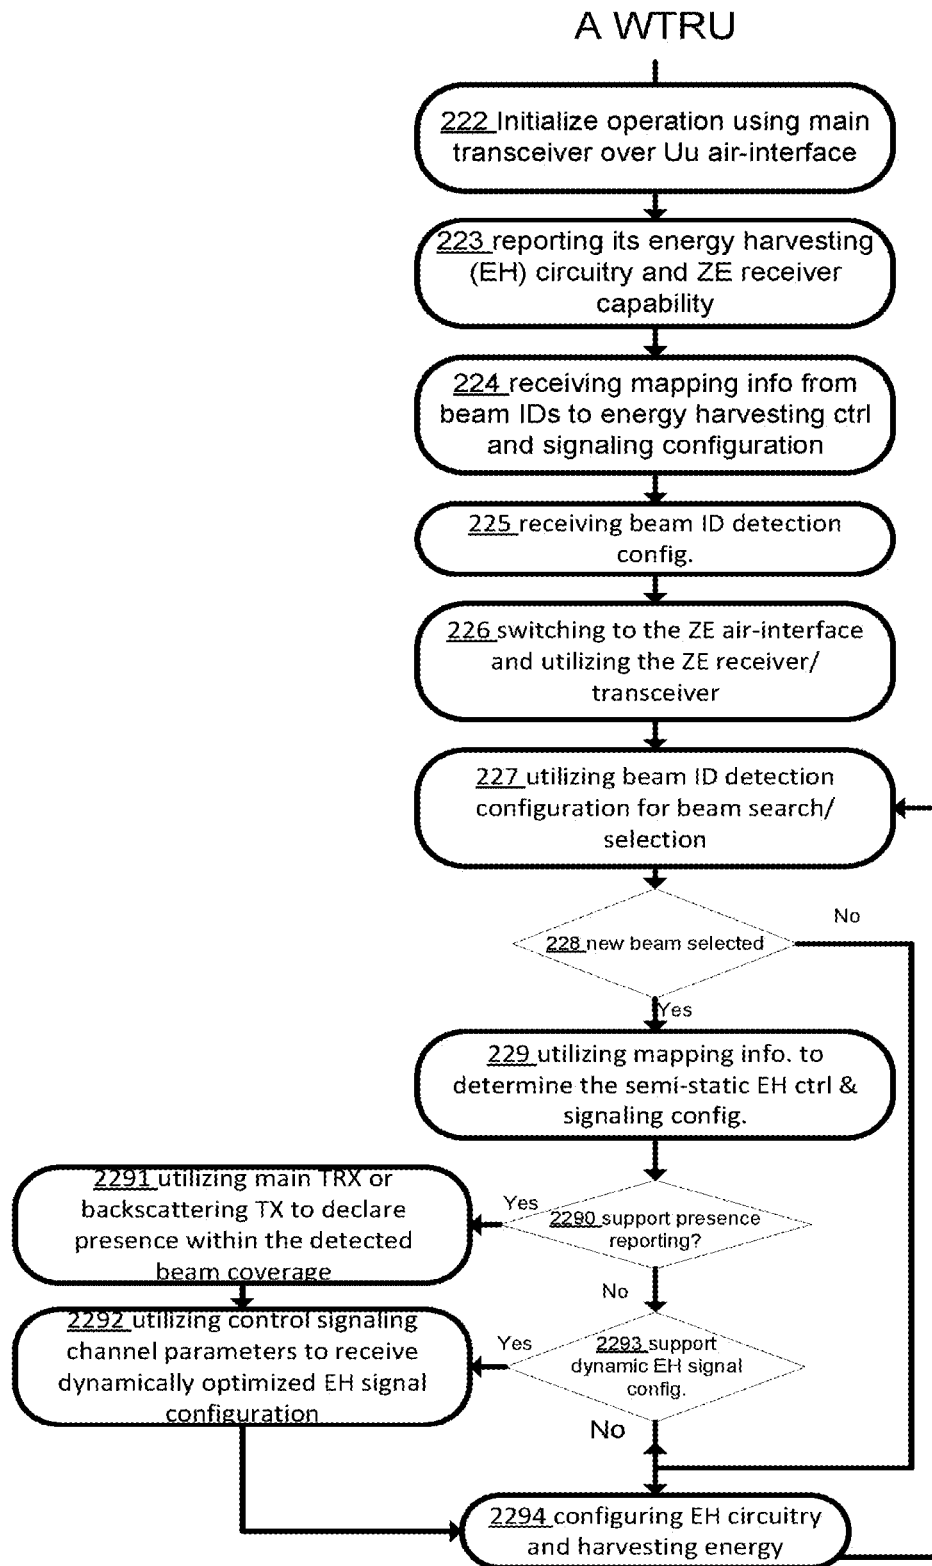 A WTRU
222 Initialize operation using main
transceiver over Uu air-interface
223 reporting its energy harvesting
(EH) circuitry and ZE receiver
capability
224 receiving mapping info from
beam IDs to energy harvesting ctrl
and signaling configuration
225 receiving beam ID detection
config.
226 switching to the ZE air-interface
and utilizing the ZE receiver/
transceiver
227 utilizing beam ID detection
configuration for beam search/
selection
No
228 new beam selected
Yes
229 utilizing mapping info. to
determine the semi-static EH ctrl &
signaling config.
2291 utilizing main TRX or
backscattering TX to declare
presence within the detected
beam coverage
Yes
2290 support presence
reporting?
No
2292 utilizing control signaling
channel parameters to receive
dynamically optimized EH signal
configuration
Yes
2293 support
dynamic EH signal
config.
No
2294 configuring EH circuitry
and harvesting energy